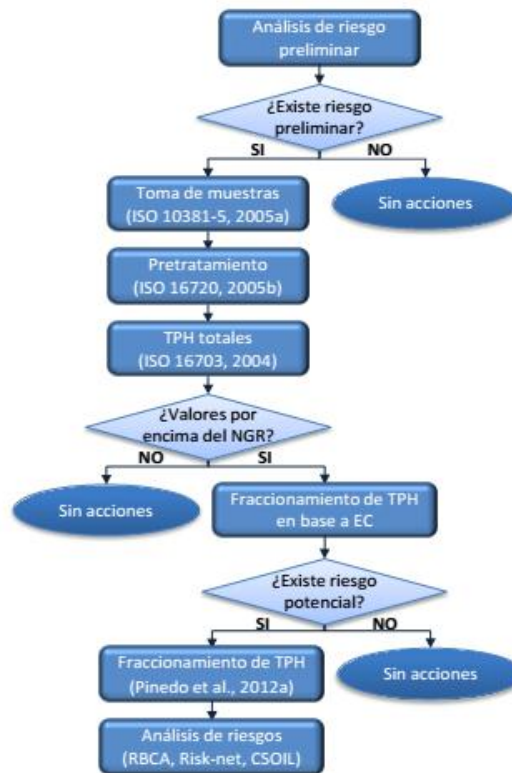 Análisis de riesgo
preliminar
¿Existe riesgo
preliminar?
SI
NO
Toma de muestras
(ISO 10381-5, 2005a)
Sin acciones
Pretratamiento
(ISO 16720, 2005b)
TPH totales
(ISO 16703, 2004)
¿Valores por
encima del NGR?
NO
SI
Sin acciones
Fraccionamiento de TPH
en base a EC
¿Existe riesgo
potencial?
SI
NO
Fraccionamiento de TPH
(Pinedo et al., 2012a)
Sin acciones
Análisis de riesgos
(RBCA, Risk-net, CSOIL)